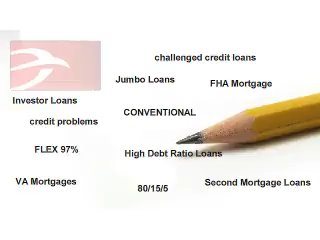 challenged credit loans
Jumbo Loans
FHA Mortgage
Investor Loans
CONVENTIONAL
credit problems
FLEX 97%
High Debt Ratio Loans
VA Mortgages
80/15/5
Second Mortgage Loans